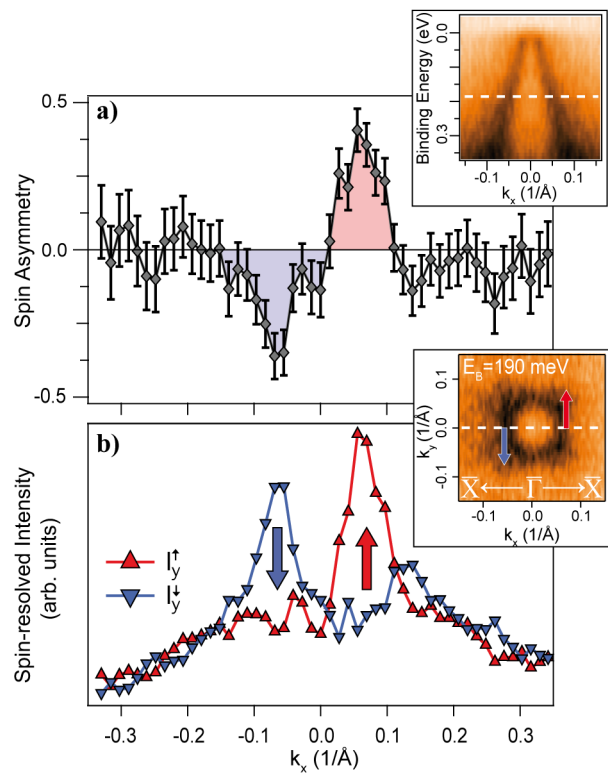 a)
Spin Asymmetry
0.5
0.0
-0.5
Binding Energy (eV)
0.0
0.3
-0.1 0.0 0.1
kₓ (1/Å)
E_B=190 meV
k_y (1/Å)
0.1
0.0
-0.1
X̄ ← Γ̄ → X̄
-0.1 0.0 0.1
kₓ (1/Å)
b)
Spin-resolved Intensity
(arb. units)
I_y↑
I_y↓
-0.3 -0.2 -0.1 0.0 0.1 0.2 0.3
kₓ (1/Å)